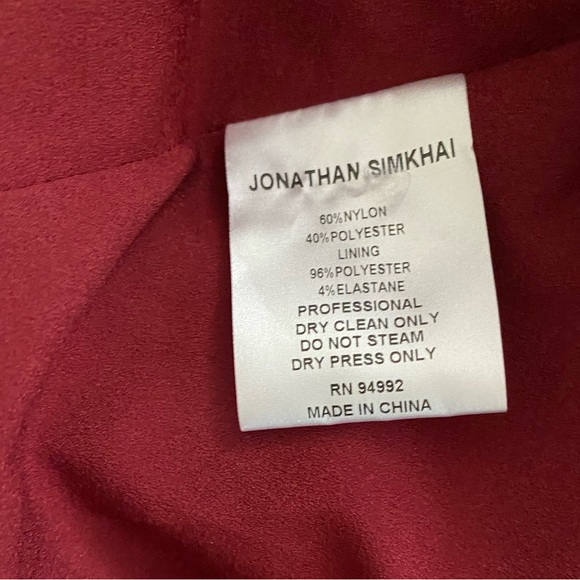 JONATHAN SIMKHAI
60%NYLON
40%POLYESTER
LINING
96%POLYESTER
4%ELASTANE
PROFESSIONAL
DRY CLEAN ONLY
DO NOT STEAM
DRY PRESS ONLY
RN 94992
MADE IN CHINA